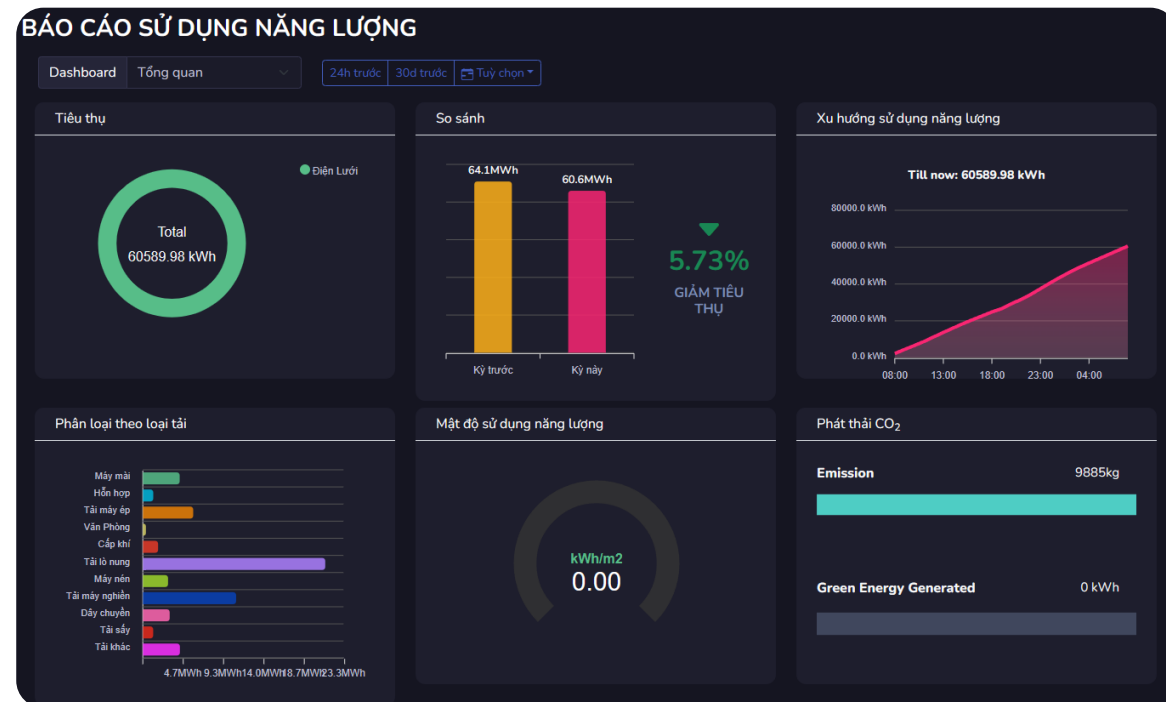 BÁO CÁO SỬ DỤNG NĂNG LƯỢNG
Dashboard Tổng quan 24h trước 30d trước Tuỳ chọn
Tiêu thụ
Điện Lưới
Total
60589.98 kWh
So sánh
64.1MWh
60.6MWh
Kỳ trước Kỳ này
5.73%
GIẢM TIÊU
THỤ
Xu hướng sử dụng năng lượng
Till now: 60589.98 kWh
80000.0 kWh
60000.0 kWh
40000.0 kWh
20000.0 kWh
0.0 kWh
08:00 13:00 18:00 23:00 04:00
Phân loại theo loại tải
Máy mài
Hỗn hợp
Tải máy ép
Văn Phòng
Cấp khí
Tải lò nung
Máy nén
Tải máy nghiền
Dây chuyền
Tải sấy
Tải khác
4.7MWh 9.3MWh 14.0MWh 18.7MWh 23.3MWh
Mật độ sử dụng năng lượng
kWh/m2
0.00
Phát thải CO₂
Emission 9885kg
Green Energy Generated 0 kWh